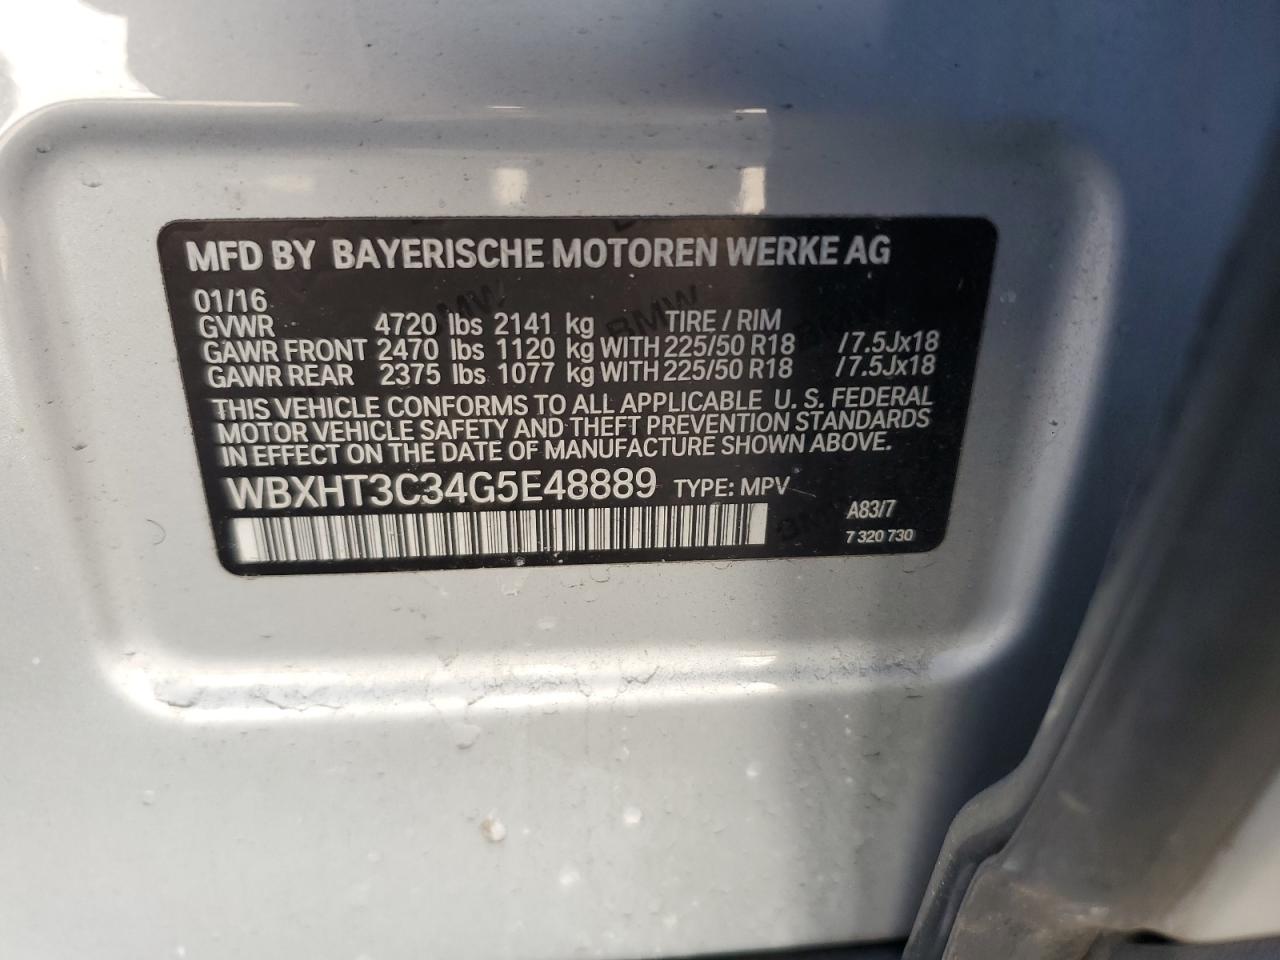 MFD BY BAYERISCHE MOTOREN WERKE AG
01/16
GVWR 4720 lbs 2141 kg TIRE / RIM
GAWR FRONT 2470 lbs 1120 kg WITH 225/50 R18 /7.5Jx18
GAWR REAR 2375 lbs 1077 kg WITH 225/50 R18 /7.5Jx18
THIS VEHICLE CONFORMS TO ALL APPLICABLE U. S. FEDERAL
MOTOR VEHICLE SAFETY AND THEFT PREVENTION STANDARDS
IN EFFECT ON THE DATE OF MANUFACTURE SHOWN ABOVE.
WBXHT3C34G5E48889 TYPE: MPV
A83/7
7 320 730